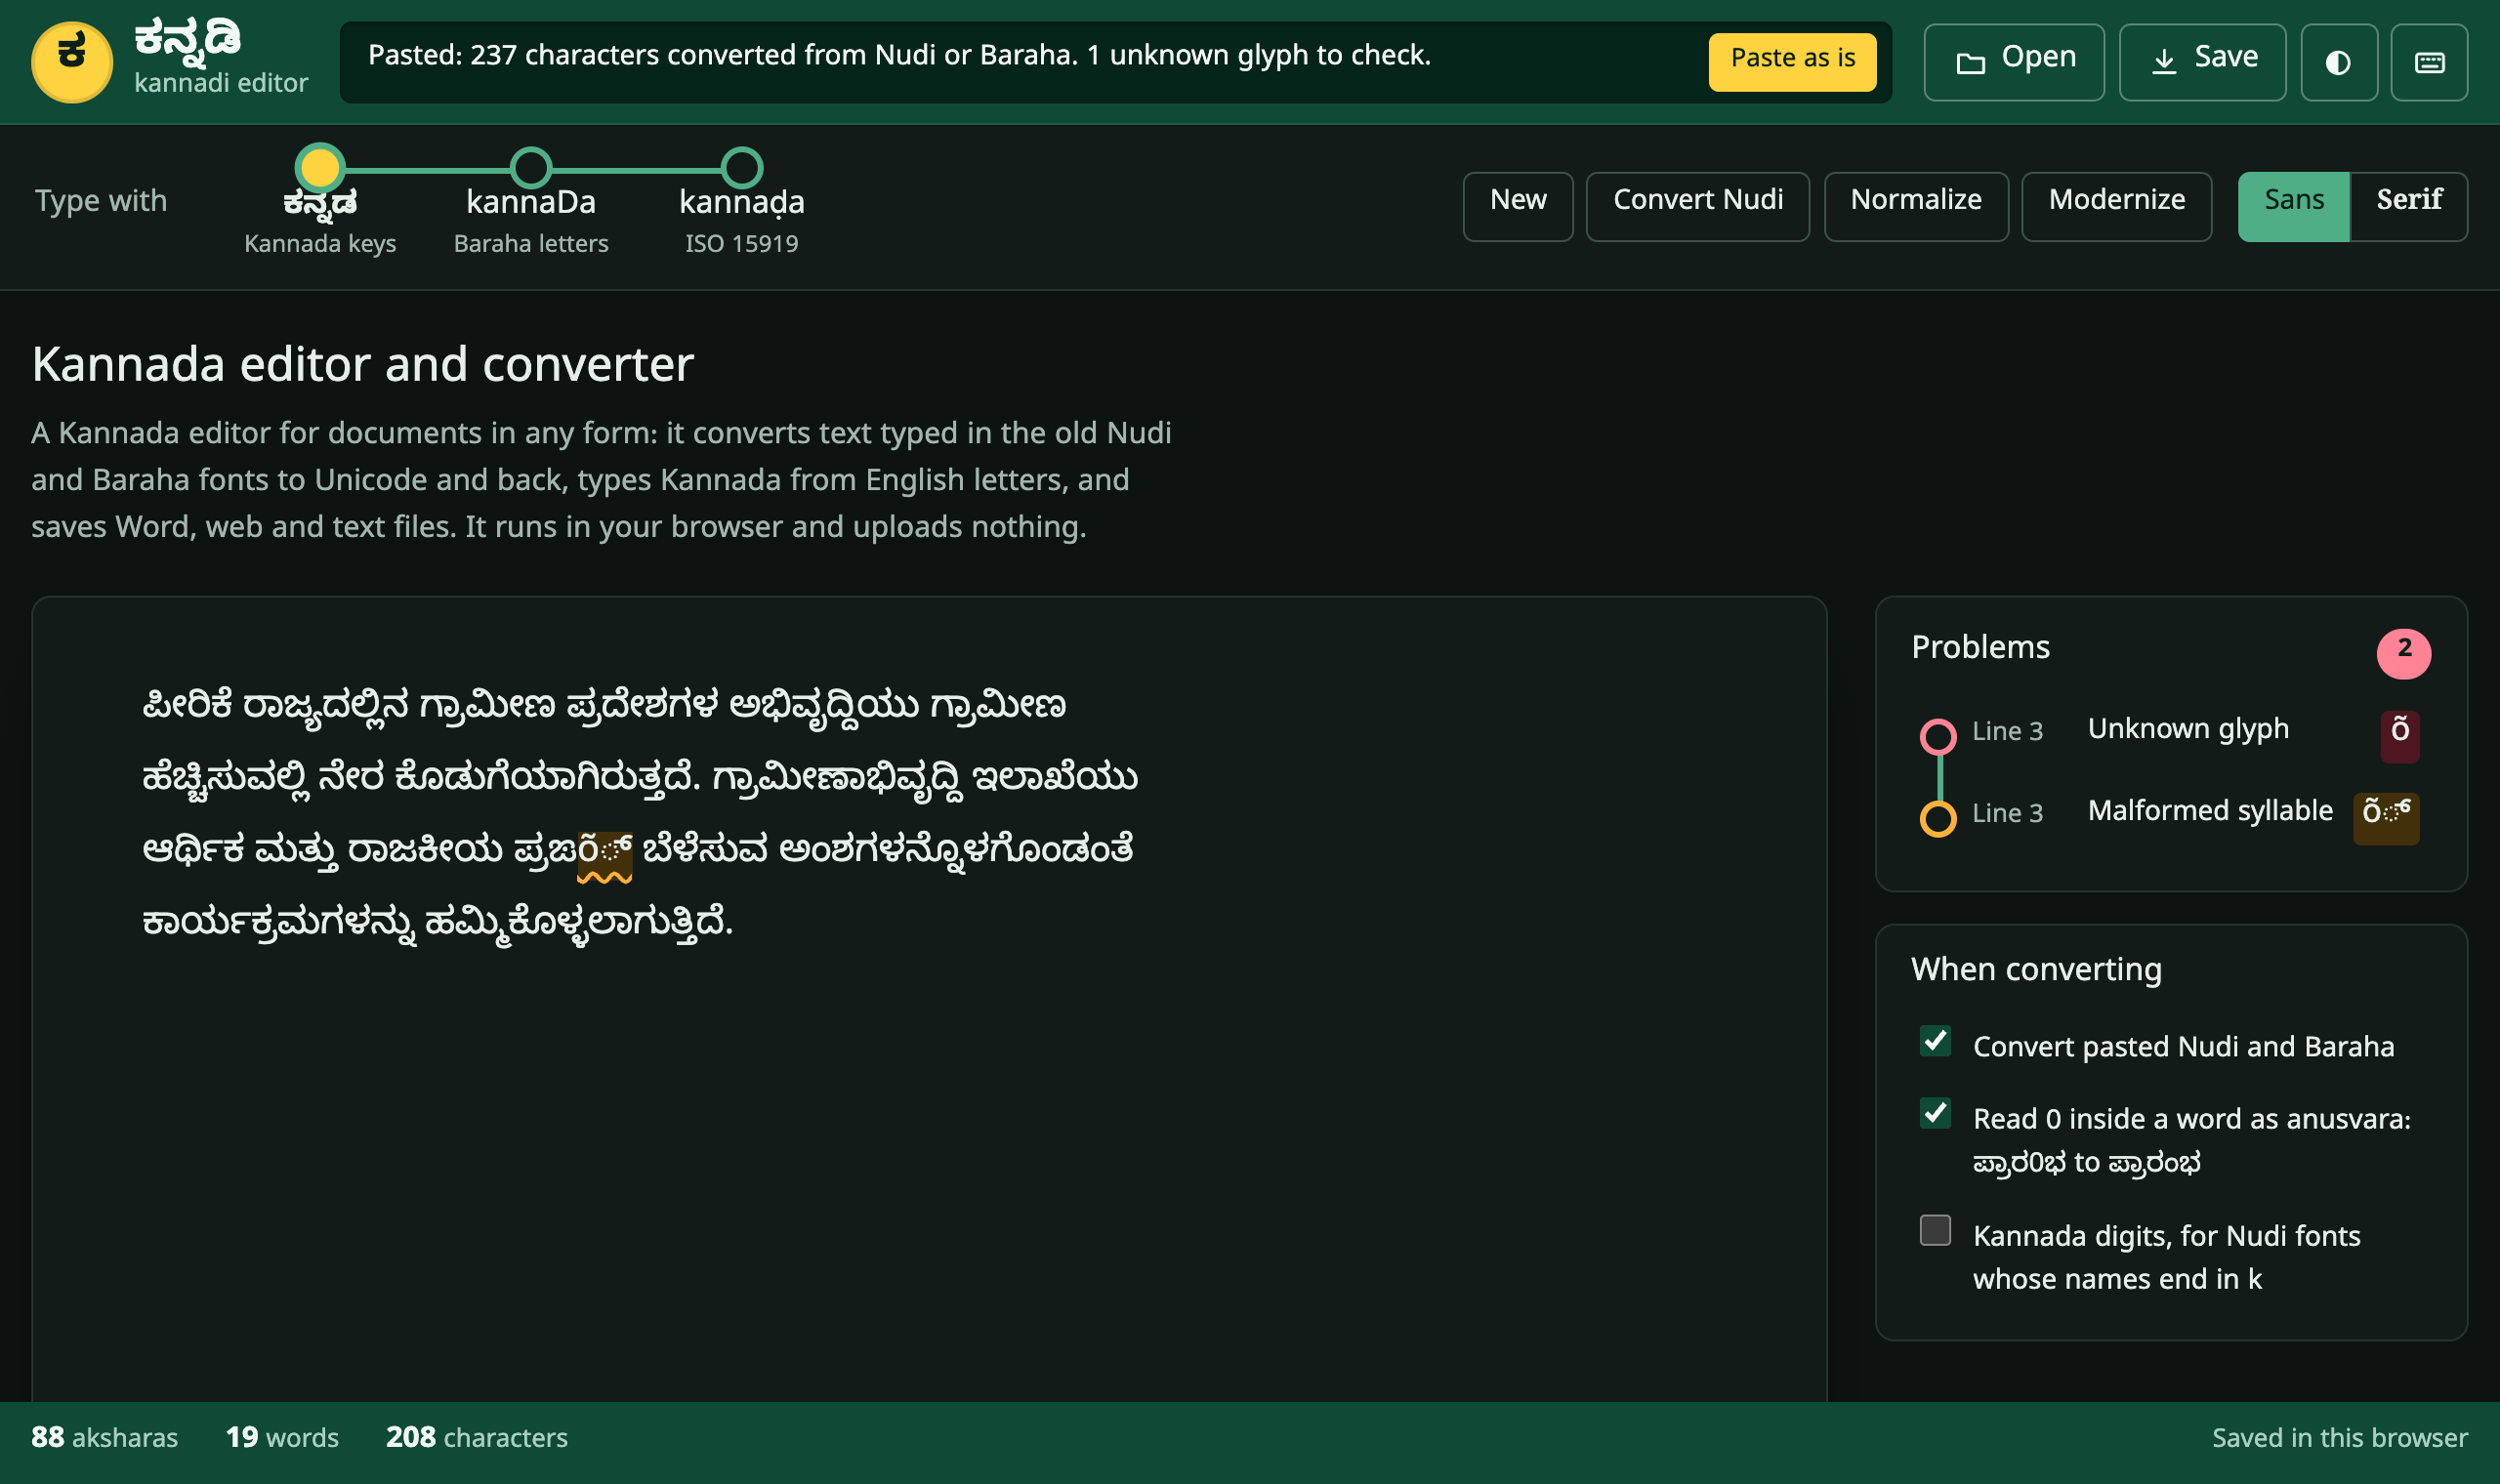 ಕ
ಕನ್ನಡಿ
kannadi editor
Pasted: 237 characters converted from Nudi or Baraha. 1 unknown glyph to check.
Paste as is
Open
Save
Type with
ಕನ್ನಡ
Kannada keys
kannaDa
Baraha letters
kannaḍa
ISO 15919
New
Convert Nudi
Normalize
Modernize
Sans
Serif
Kannada editor and converter
A Kannada editor for documents in any form: it converts text typed in the old Nudi
and Baraha fonts to Unicode and back, types Kannada from English letters, and
saves Word, web and text files. It runs in your browser and uploads nothing.
ಪೀಠಿಕೆ ರಾಜ್ಯದಲ್ಲಿನ ಗ್ರಾಮೀಣ ಪ್ರದೇಶಗಳ ಅಭಿವೃದ್ಧಿಯು ಗ್ರಾಮೀಣ
ಹೆಚ್ಚಿಸುವಲ್ಲಿ ನೇರ ಕೊಡುಗೆಯಾಗಿರುತ್ತದೆ. ಗ್ರಾಮೀಣಾಭಿವೃದ್ಧಿ ಇಲಾಖೆಯು
ಆರ್ಥಿಕ ಮತ್ತು ರಾಜಕೀಯ ಪ್ರಜಾõ್ ಬೆಳೆಸುವ ಅಂಶಗಳನ್ನೊಳಗೊಂಡಂತೆ
ಕಾರ್ಯಕ್ರಮಗಳನ್ನು ಹಮ್ಮಿಕೊಳ್ಳಲಾಗುತ್ತಿದೆ.
Problems
2
Line 3 Unknown glyph õ
Line 3 Malformed syllable õ್
When converting
Convert pasted Nudi and Baraha
Read 0 inside a word as anusvara:
ಪ್ರಾರ0ಭ to ಪ್ರಾರಂಭ
Kannada digits, for Nudi fonts
whose names end in k
88 aksharas
19 words
208 characters
Saved in this browser